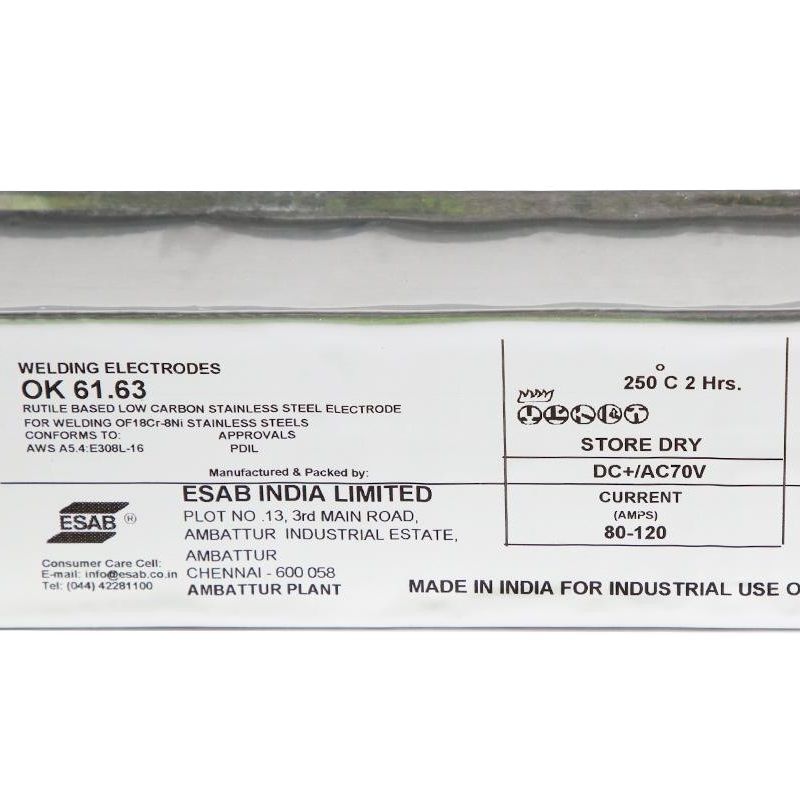 WELDING ELECTRODES
OK 61.63
RUTILE BASED LOW CARBON STAINLESS STEEL ELECTRODE
FOR WELDING OF18Cr-8Ni STAINLESS STEELS
CONFORMS TO: APPROVALS
AWS A5.4:E308L-16 PDIL
Manufactured & Packed by:
ESAB INDIA LIMITED
PLOT NO .13, 3rd MAIN ROAD,
AMBATTUR INDUSTRIAL ESTATE,
AMBATTUR
CHENNAI - 600 058
AMBATTUR PLANT
ESAB ®
Consumer Care Cell:
E-mail: info@esab.co.in
Tel: (044) 42281100
250°C 2 Hrs.
STORE DRY
DC+/AC70V
CURRENT
(AMPS)
80-120
MADE IN INDIA FOR INDUSTRIAL USE O